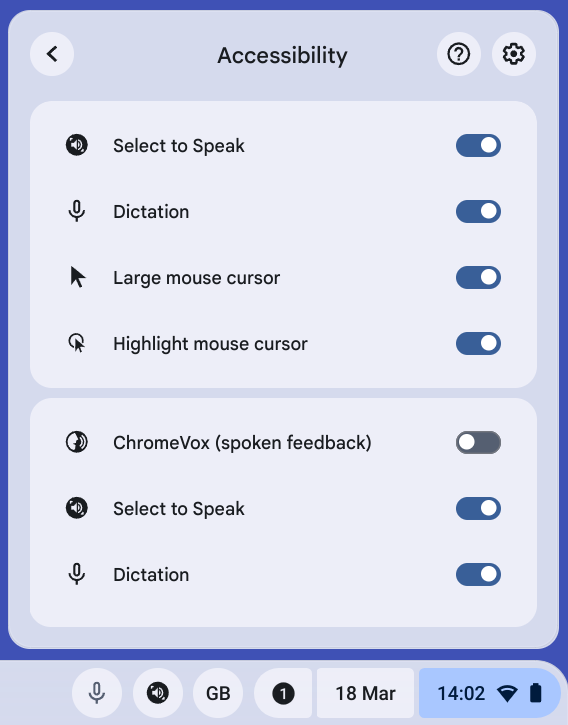 Accessibility
Select to Speak
Dictation
Large mouse cursor
Highlight mouse cursor
ChromeVox (spoken feedback)
Select to Speak
Dictation
GB 1 18 Mar 14:02